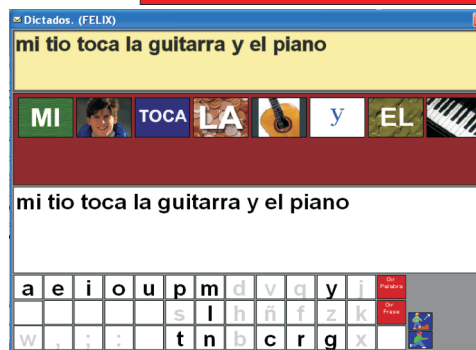 Dictados. (FELIX)
mi tio toca la guitarra y el piano
MI TOCA LA y EL
mi tio toca la guitarra y el piano
a e i o u p m d v q y j Oir Palabra
s l h ñ f z k Oir Frase
w , ; : t n b c r g x